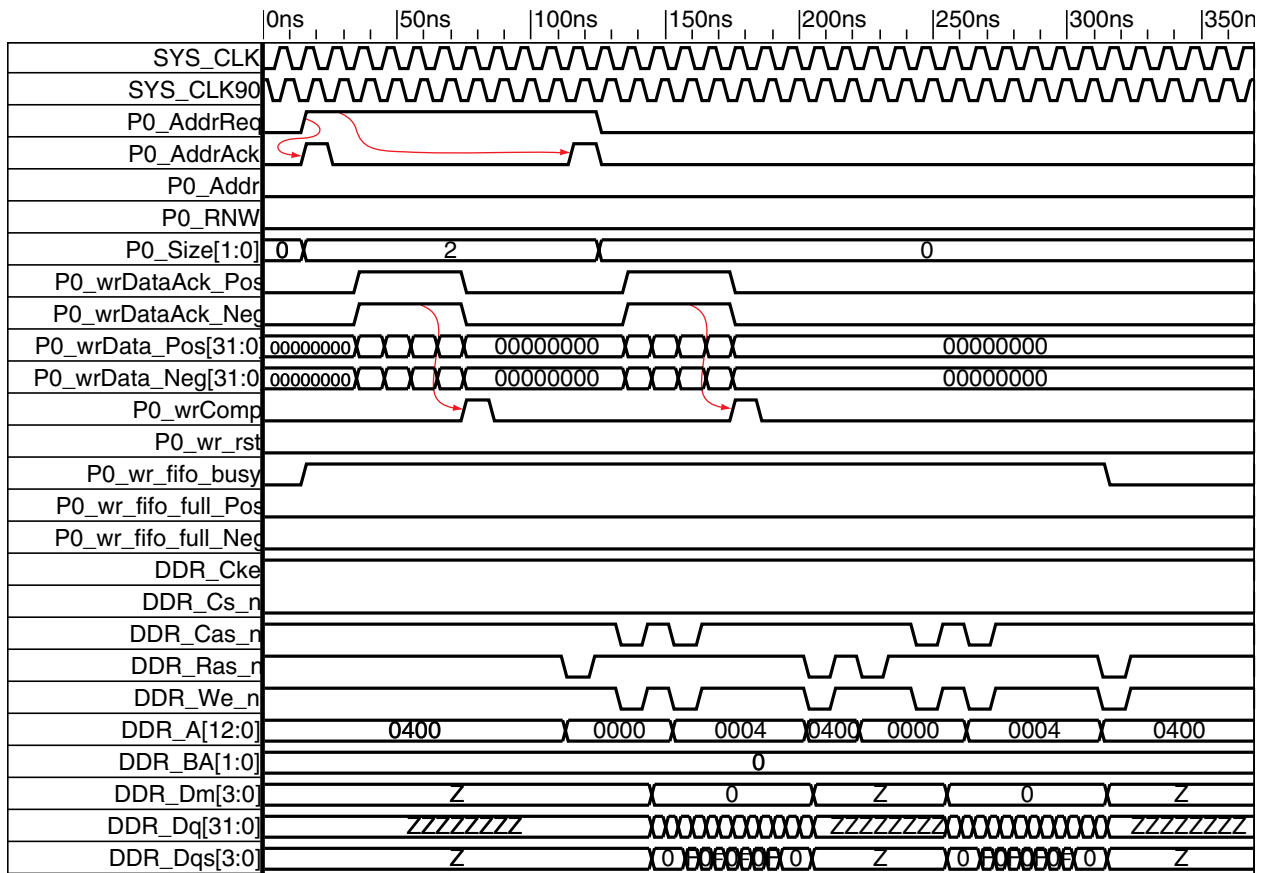 0ns 50ns 100ns 150ns 200ns 250ns 300ns 350n
SYS_CLK
SYS_CLK90
P0_AddrReq
P0_AddrAck
P0_Addr
P0_RNW
P0_Size[1:0] 0 2 0
P0_wrDataAck_Pos
P0_wrDataAck_Neg
P0_wrData_Pos[31:0 00000000 00000000 00000000
P0_wrData_Neg[31:0 00000000 00000000 00000000
P0_wrComp
P0_wr_rst
P0_wr_fifo_busy
P0_wr_fifo_full_Pos
P0_wr_fifo_full_Neg
DDR_Cke
DDR_Cs_n
DDR_Cas_n
DDR_Ras_n
DDR_We_n
DDR_A[12:0] 0400 0000 0004 0400 0000 0004 0400
DDR_BA[1:0] 0
DDR_Dm[3:0] Z 0 Z 0 Z
DDR_Dq[31:0] ZZZZZZZZ ZZZZZZZZ ZZZZZZZZ
DDR_Dqs[3:0] Z 0 0 Z 0 0 Z